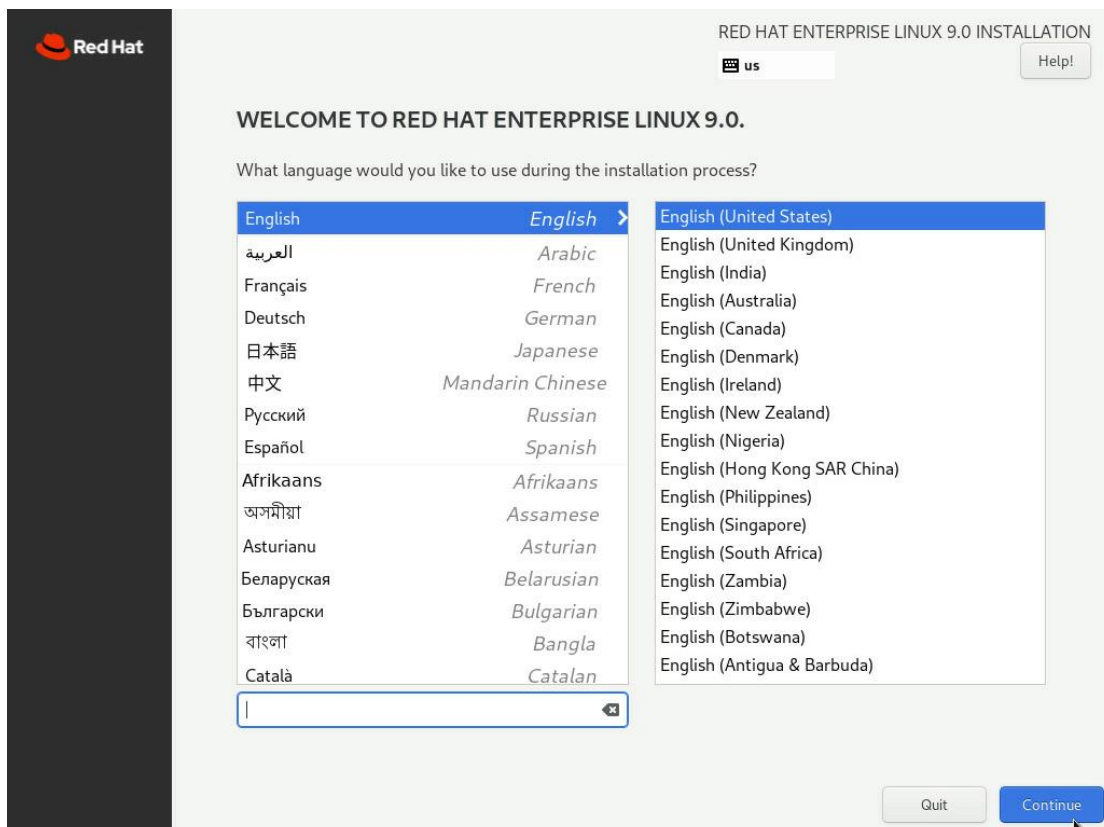 Red Hat
RED HAT ENTERPRISE LINUX 9.0 INSTALLATION
us
Help!
WELCOME TO RED HAT ENTERPRISE LINUX 9.0.
What language would you like to use during the installation process?
English English
العربية Arabic
Français French
Deutsch German
日本語 Japanese
中文 Mandarin Chinese
Русский Russian
Español Spanish
Afrikaans Afrikaans
অসমীয়া Assamese
Asturianu Asturian
Беларуская Belarusian
Български Bulgarian
বাংলা Bangla
Català Catalan
English (United States)
English (United Kingdom)
English (India)
English (Australia)
English (Canada)
English (Denmark)
English (Ireland)
English (New Zealand)
English (Nigeria)
English (Hong Kong SAR China)
English (Philippines)
English (Singapore)
English (South Africa)
English (Zambia)
English (Zimbabwe)
English (Botswana)
English (Antigua & Barbuda)
Quit
Continue